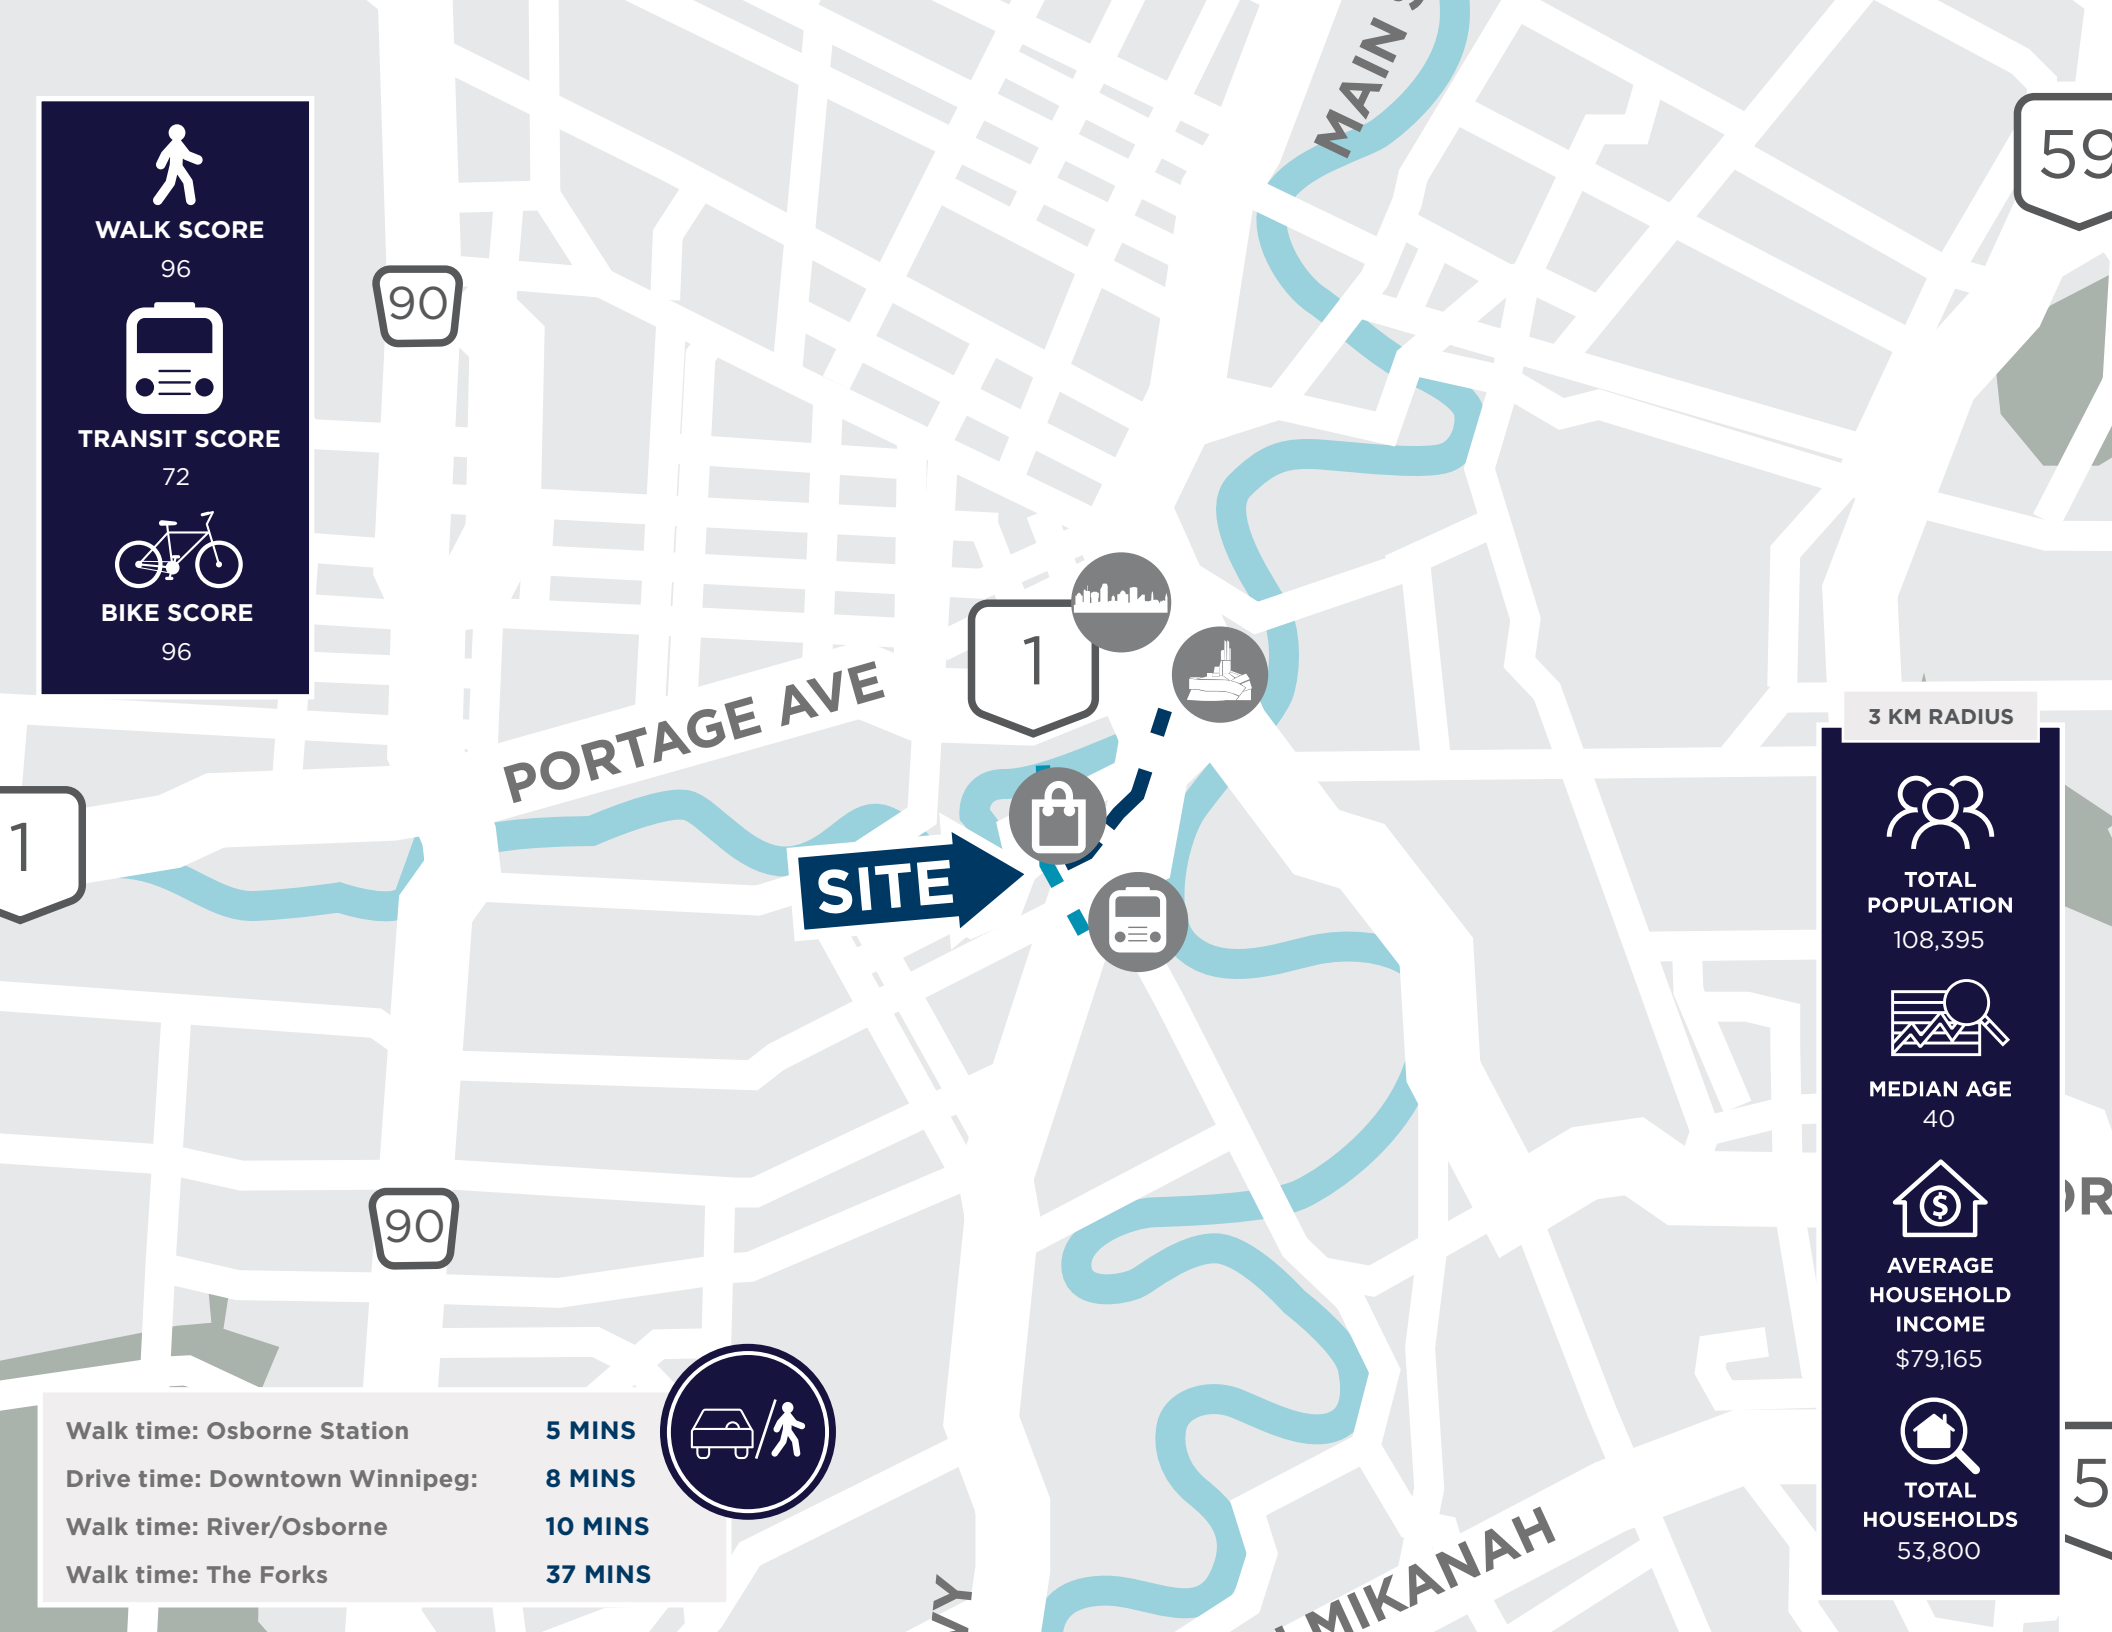 MAIN
59
WALK SCORE
96
TRANSIT SCORE
72
BIKE SCORE
96
90
1
PORTAGE AVE
1
SITE
3 KM RADIUS
TOTAL
POPULATION
108,395
MEDIAN AGE
40
$
AVERAGE
HOUSEHOLD
INCOME
$79,165
TOTAL
HOUSEHOLDS
53,800
90
Walk time: Osborne Station 5 MINS
Drive time: Downtown Winnipeg: 8 MINS
Walk time: River/Osborne 10 MINS
Walk time: The Forks 37 MINS
MIKANAH
5